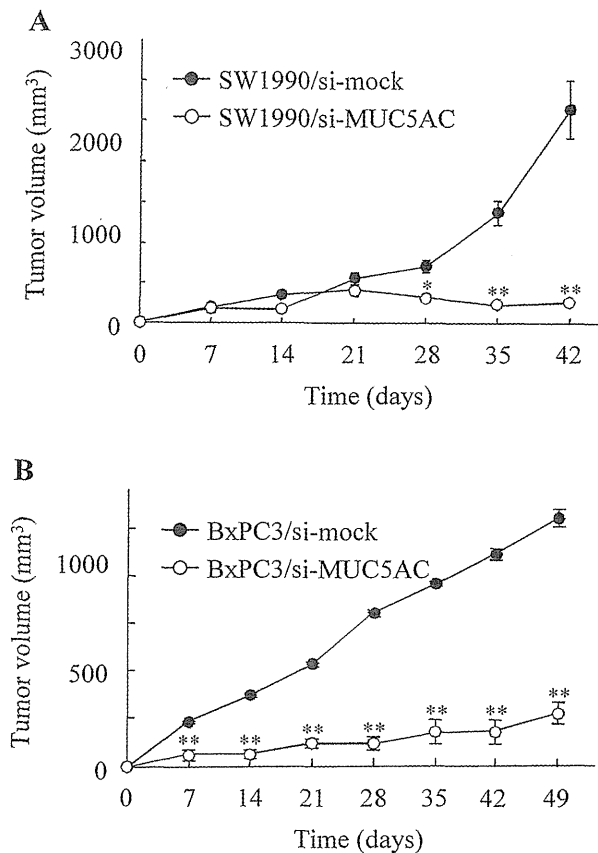 A
3000
2000
1000
0
Tumor volume (mm³)
SW1990/si-mock
SW1990/si-MUC5AC
* ** **
0 7 14 21 28 35 42
Time (days)
B
1000
500
0
Tumor volume (mm³)
BxPC3/si-mock
BxPC3/si-MUC5AC
** ** ** ** ** ** **
0 7 14 21 28 35 42 49
Time (days)